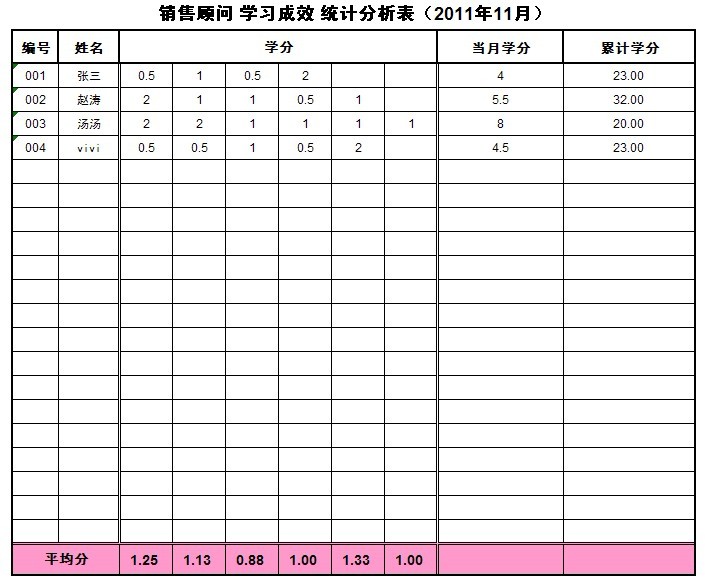 销售顾问 学习成效 统计分析表（2011年11月）
编号 姓名 学分 当月学分 累计学分
001 张三 0.5 1 0.5 2 4 23.00
002 赵涛 2 1 1 0.5 1 5.5 32.00
003 汤汤 2 2 1 1 1 1 8 20.00
004 vivi 0.5 0.5 1 0.5 2 4.5 23.00
平均分 1.25 1.13 0.88 1.00 1.33 1.00